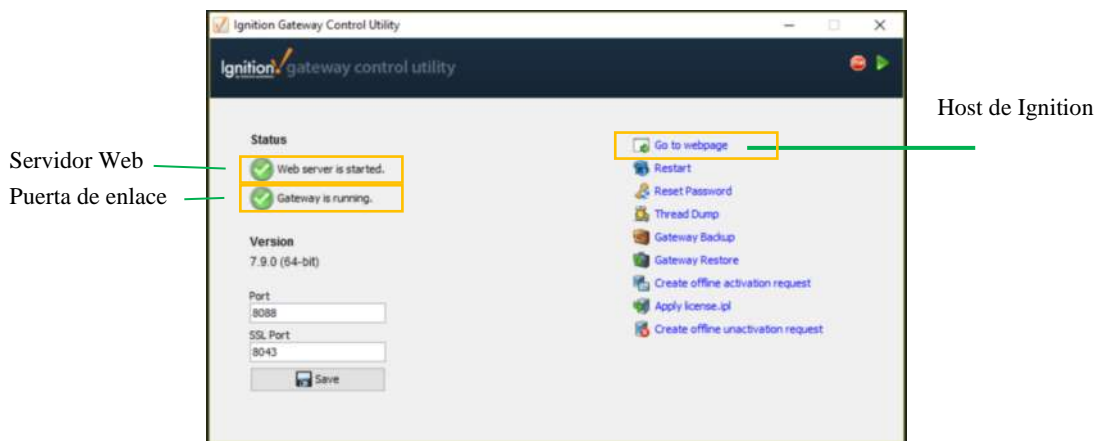 Ignition Gateway Control Utility
Ignition! gateway control utility
Host de Ignition
Servidor Web
Puerta de enlace
Status
Web server is started.
Gateway is running.
Version
7.9.0 (64-bit)
Port
8088
SSL Port
8043
Save
Go to webpage
Restart
Reset Password
Thread Dump
Gateway Backup
Gateway Restore
Create offline activation request
Apply license.ipl
Create offline unactivation request